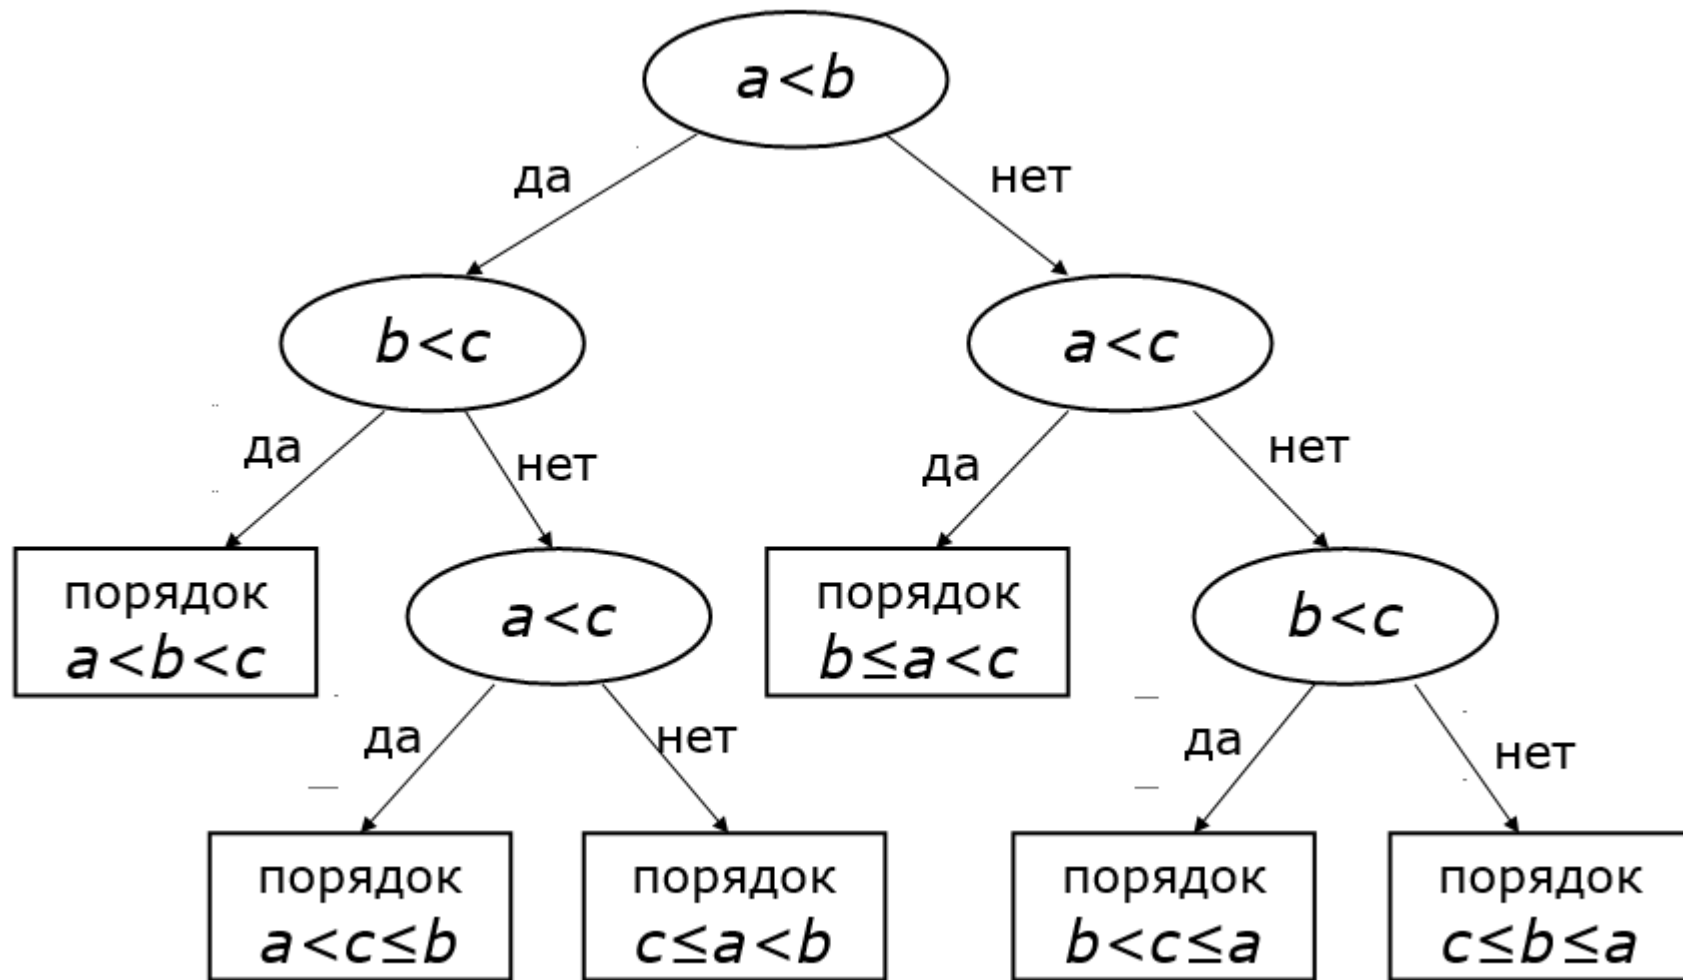 a<b
да
нет
b<c
a<c
да
нет
да
нет
порядок
a<b<c
a<c
порядок
b≤a<c
b<c
да
нет
да
нет
порядок
a<c≤b
порядок
c≤a<b
порядок
b<c≤a
порядок
c≤b≤a